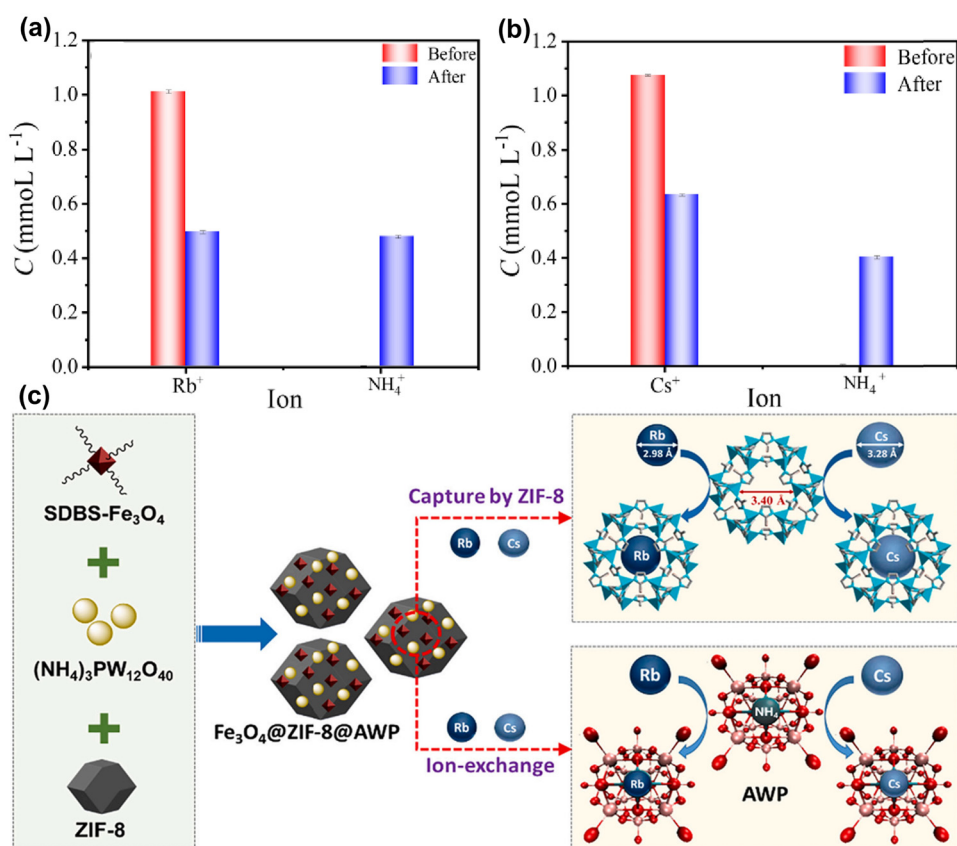 (a)
1.2
1.0
0.8
0.6
0.4
0.2
0.0
C (mmoL L⁻¹)
Before
After
Rb⁺
NH₄⁺
Ion
(b)
1.2
1.0
0.8
0.6
0.4
0.2
0.0
C (mmoL L⁻¹)
Before
After
Cs⁺
NH₄⁺
Ion
(c)
SDBS-Fe₃O₄
(NH₄)₃PW₁₂O₄₀
ZIF-8
Fe₃O₄@ZIF-8@AWP
Capture by ZIF-8
Rb
Cs
Rb
Cs
Ion-exchange
Rb
2.98 Å
3.40 Å
Cs
3.28 Å
Rb
Cs
Rb
NH₄
Cs
Rb
AWP
Cs